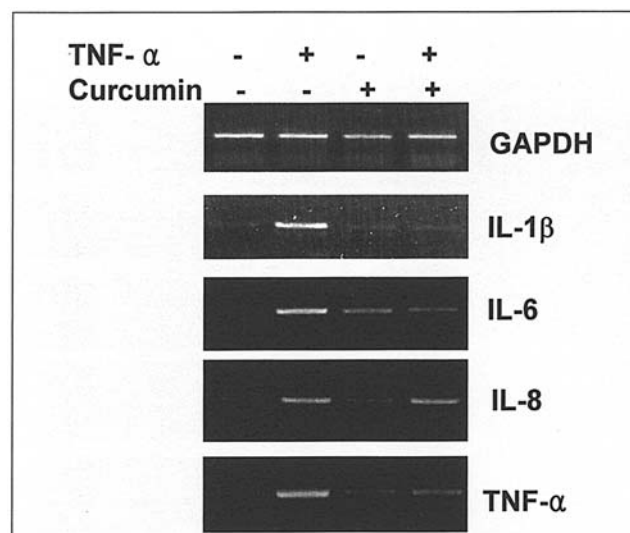 TNF- α - + - +
Curcumin - - + +
GAPDH
IL-1β
IL-6
IL-8
TNF-α